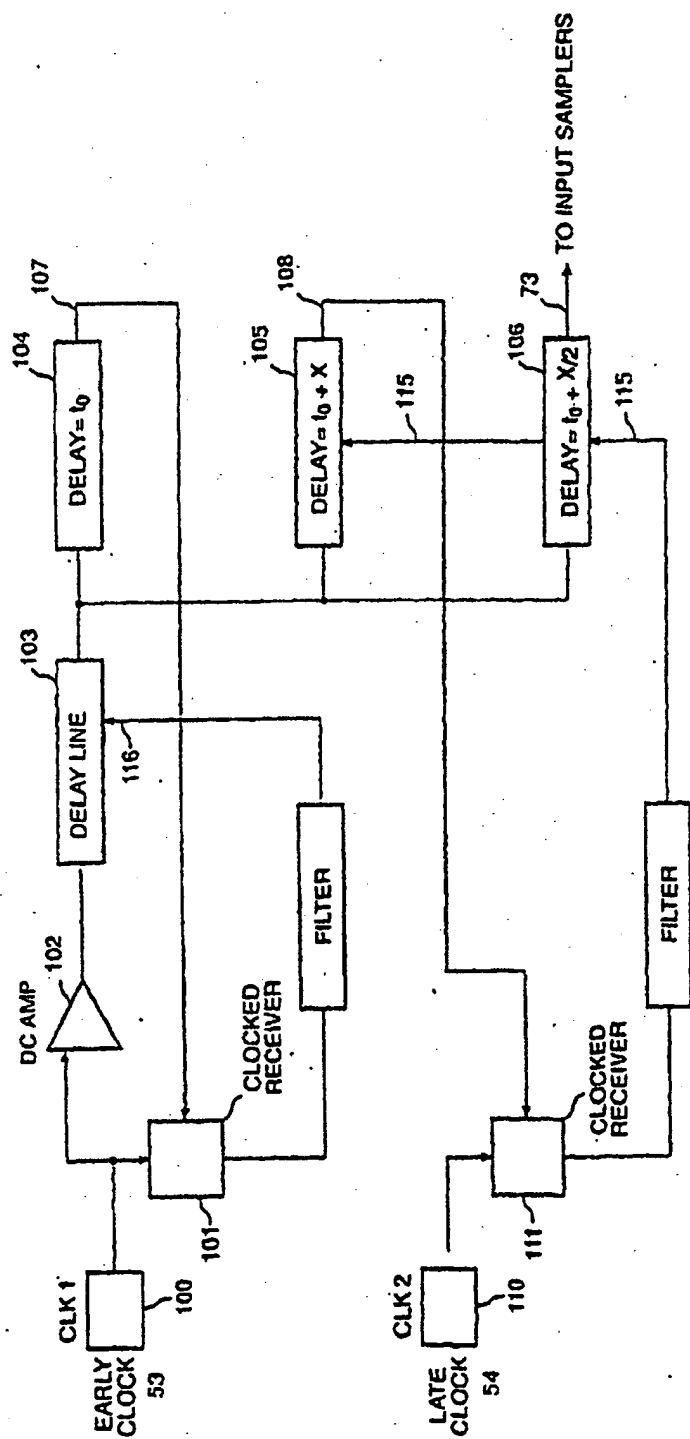 EARLY
CLOCK
53
CLK 1
100
101
CLOCKED
RECEIVER
DC AMP
102
DELAY LINE
103
116
FILTER
DELAY= t0
104
107
LATE
CLOCK
54
CLK 2
110
111
CLOCKED
RECEIVER
FILTER
DELAY= t0 + X
105
108
115
DELAY= t0 + X/2
106
115
73
TO INPUT SAMPLERS